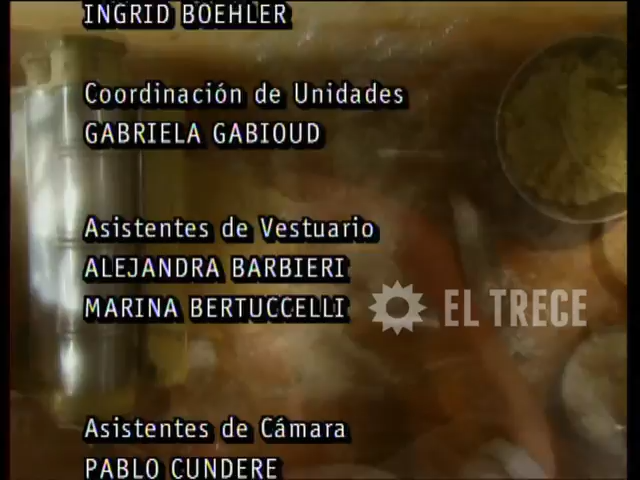 INGRID BOEHLER
Coordinación de Unidades
GABRIELA GABIOUD
Asistentes de Vestuario
ALEJANDRA BARBIERI
MARINA BERTUCCELLI
EL TRECE
Asistentes de Cámara
PABLO CUNDERE